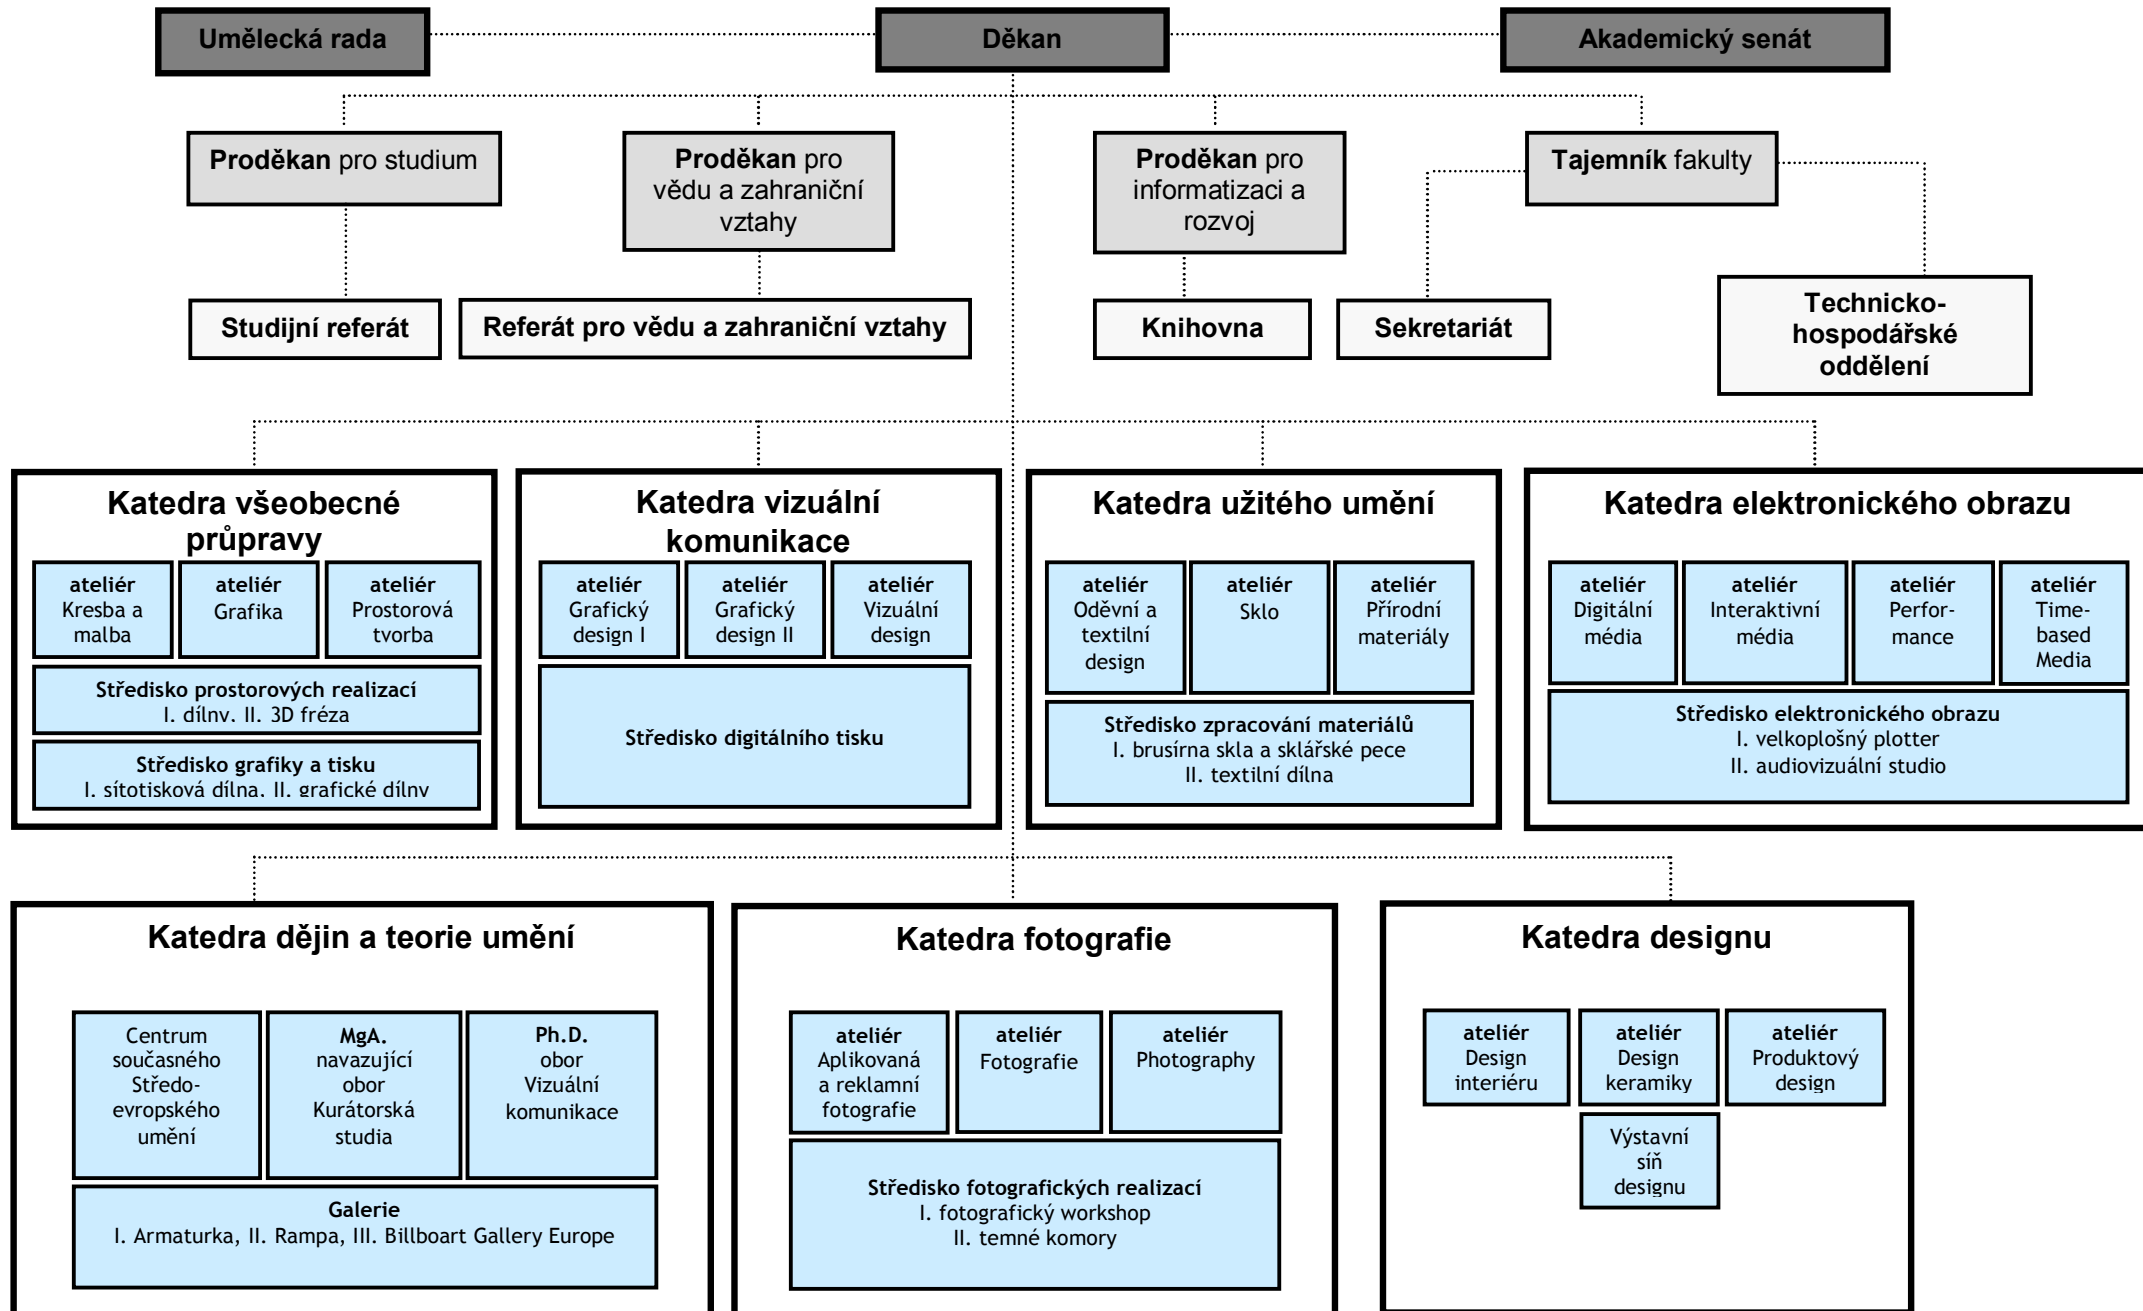 Umělecká rada
Děkan
Akademický senát
Proděkan pro studium
Proděkan pro
vědu a zahraniční
vztahy
Proděkan pro
informatizaci a
rozvoj
Tajemník fakulty
Studijní referát
Referát pro vědu a zahraniční vztahy
Knihovna
Sekretariát
Technicko-
hospodářské
oddělení
Katedra všeobecné
průpravy
ateliér
Kresba a
malba
ateliér
Grafika
ateliér
Prostorová
tvorba
Středisko prostorových realizací
I. dílny, II. 3D fréza
Středisko grafiky a tisku
I. sítotisková dílna, II. grafické dílny
Katedra vizuální
komunikace
ateliér
Grafický
design I
ateliér
Grafický
design II
ateliér
Vizuální
design
Středisko digitálního tisku
Katedra užitého umění
ateliér
Oděvní a
textilní
design
ateliér
Sklo
ateliér
Přírodní
materiály
Středisko zpracování materiálů
I. brusírna skla a sklářské pece
II. textilní dílna
Katedra elektronického obrazu
ateliér
Digitální
média
ateliér
Interaktivní
média
ateliér
Perfor-
mance
ateliér
Time-
based
Media
Středisko elektronického obrazu
I. velkoplošný plotter
II. audiovizuální studio
Katedra dějin a teorie umění
Centrum
současného
Středo-
evropského
umění
MgA.
navazující
obor
Kurátorská
studia
Ph.D.
obor
Vizuální
komunikace
Galerie
I. Armaturka, II. Rampa, III. Billboart Gallery Europe
Katedra fotografie
ateliér
Aplikovaná
a reklamní
fotografie
ateliér
Fotografie
ateliér
Photography
Středisko fotografických realizací
I. fotografický workshop
II. temné komory
Katedra designu
ateliér
Design
interiéru
ateliér
Design
keramiky
ateliér
Produktový
design
Výstavní
síň
designu